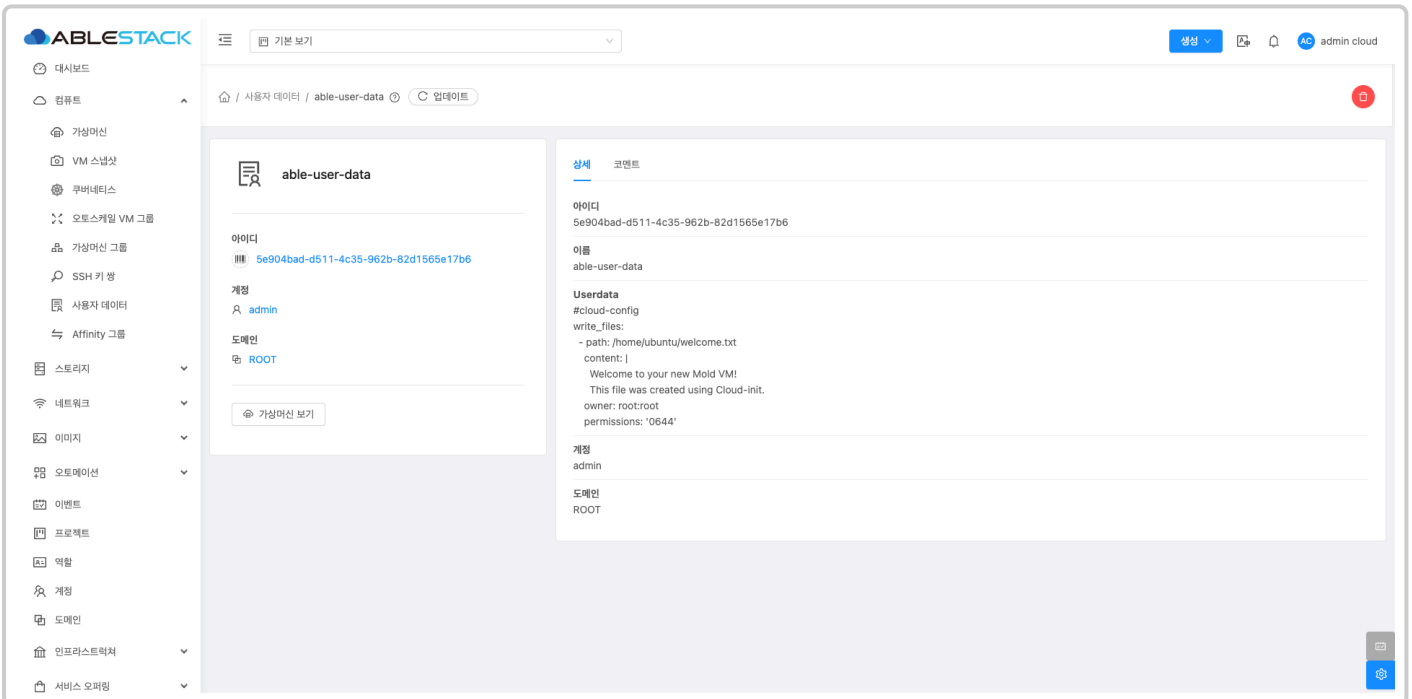 ABLESTACK
기본 보기
생성
AC admin cloud
대시보드
컴퓨트
가상머신
VM 스냅샷
쿠버네티스
오토스케일 VM 그룹
가상머신 그룹
SSH 키 쌍
사용자 데이터
Affinity 그룹
스토리지
네트워크
이미지
오토메이션
이벤트
프로젝트
역할
계정
도메인
인프라스트럭쳐
서비스 오퍼링
/ 사용자 데이터 / able-user-data 업데이트
able-user-data
아이디
5e904bad-d511-4c35-962b-82d1565e17b6
계정
admin
도메인
ROOT
가상머신 보기
상세 코멘트
아이디
5e904bad-d511-4c35-962b-82d1565e17b6
이름
able-user-data
Userdata
#cloud-config
write_files:
- path: /home/ubuntu/welcome.txt
content: |
Welcome to your new Mold VM!
This file was created using Cloud-init.
owner: root:root
permissions: '0644'
계정
admin
도메인
ROOT